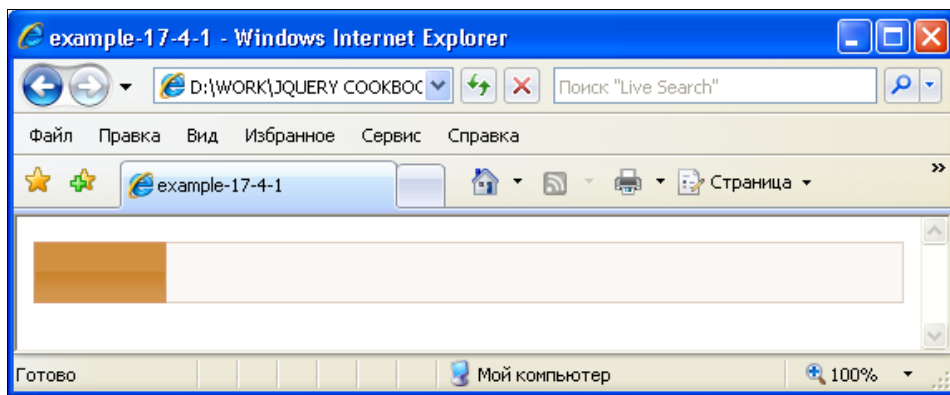 example-17-4-1 - Windows Internet Explorer
D:\WORK\JQUERY COOKBOC
Поиск "Live Search"
Файл Правка Вид Избранное Сервис Справка
example-17-4-1
Страница
»
Готово
Мой компьютер
100%